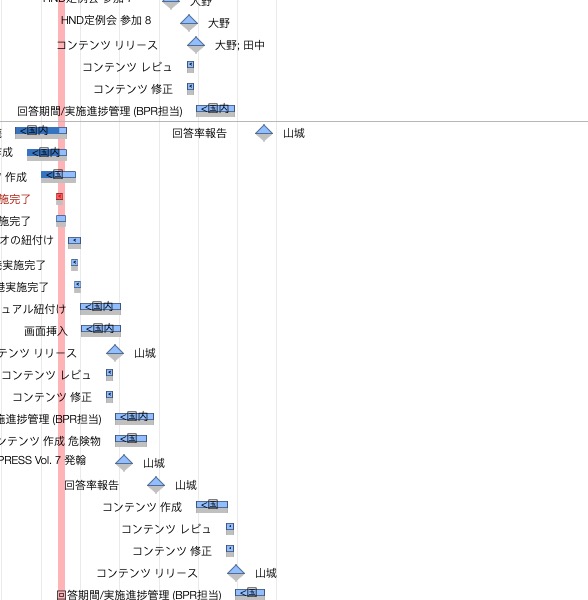 HND定例会 参加 7 大野
HND定例会 参加 8 大野
コンテンツ リリース 大野; 田中
コンテンツ レビュ
コンテンツ 修正
回答期間/実施進捗管理 (BPR担当) <国内
<国内 回答率報告 山城
作成 <国内
作成 <国
施完了
施完了
オの紐付け
実施完了
実施完了
ュアル紐付け <国内
画面挿入 <国内
テンツ リリース 山城
コンテンツ レビュ
コンテンツ 修正
施進捗管理 (BPR担当) <国内
ンテンツ 作成 危険物 <国
PRESS Vol. 7 発翰 山城
回答率報告 山城
コンテンツ 作成 <国
コンテンツ レビュ
コンテンツ 修正
コンテンツ リリース 山城
回答期間/実施進捗管理 (BPR担当) <国